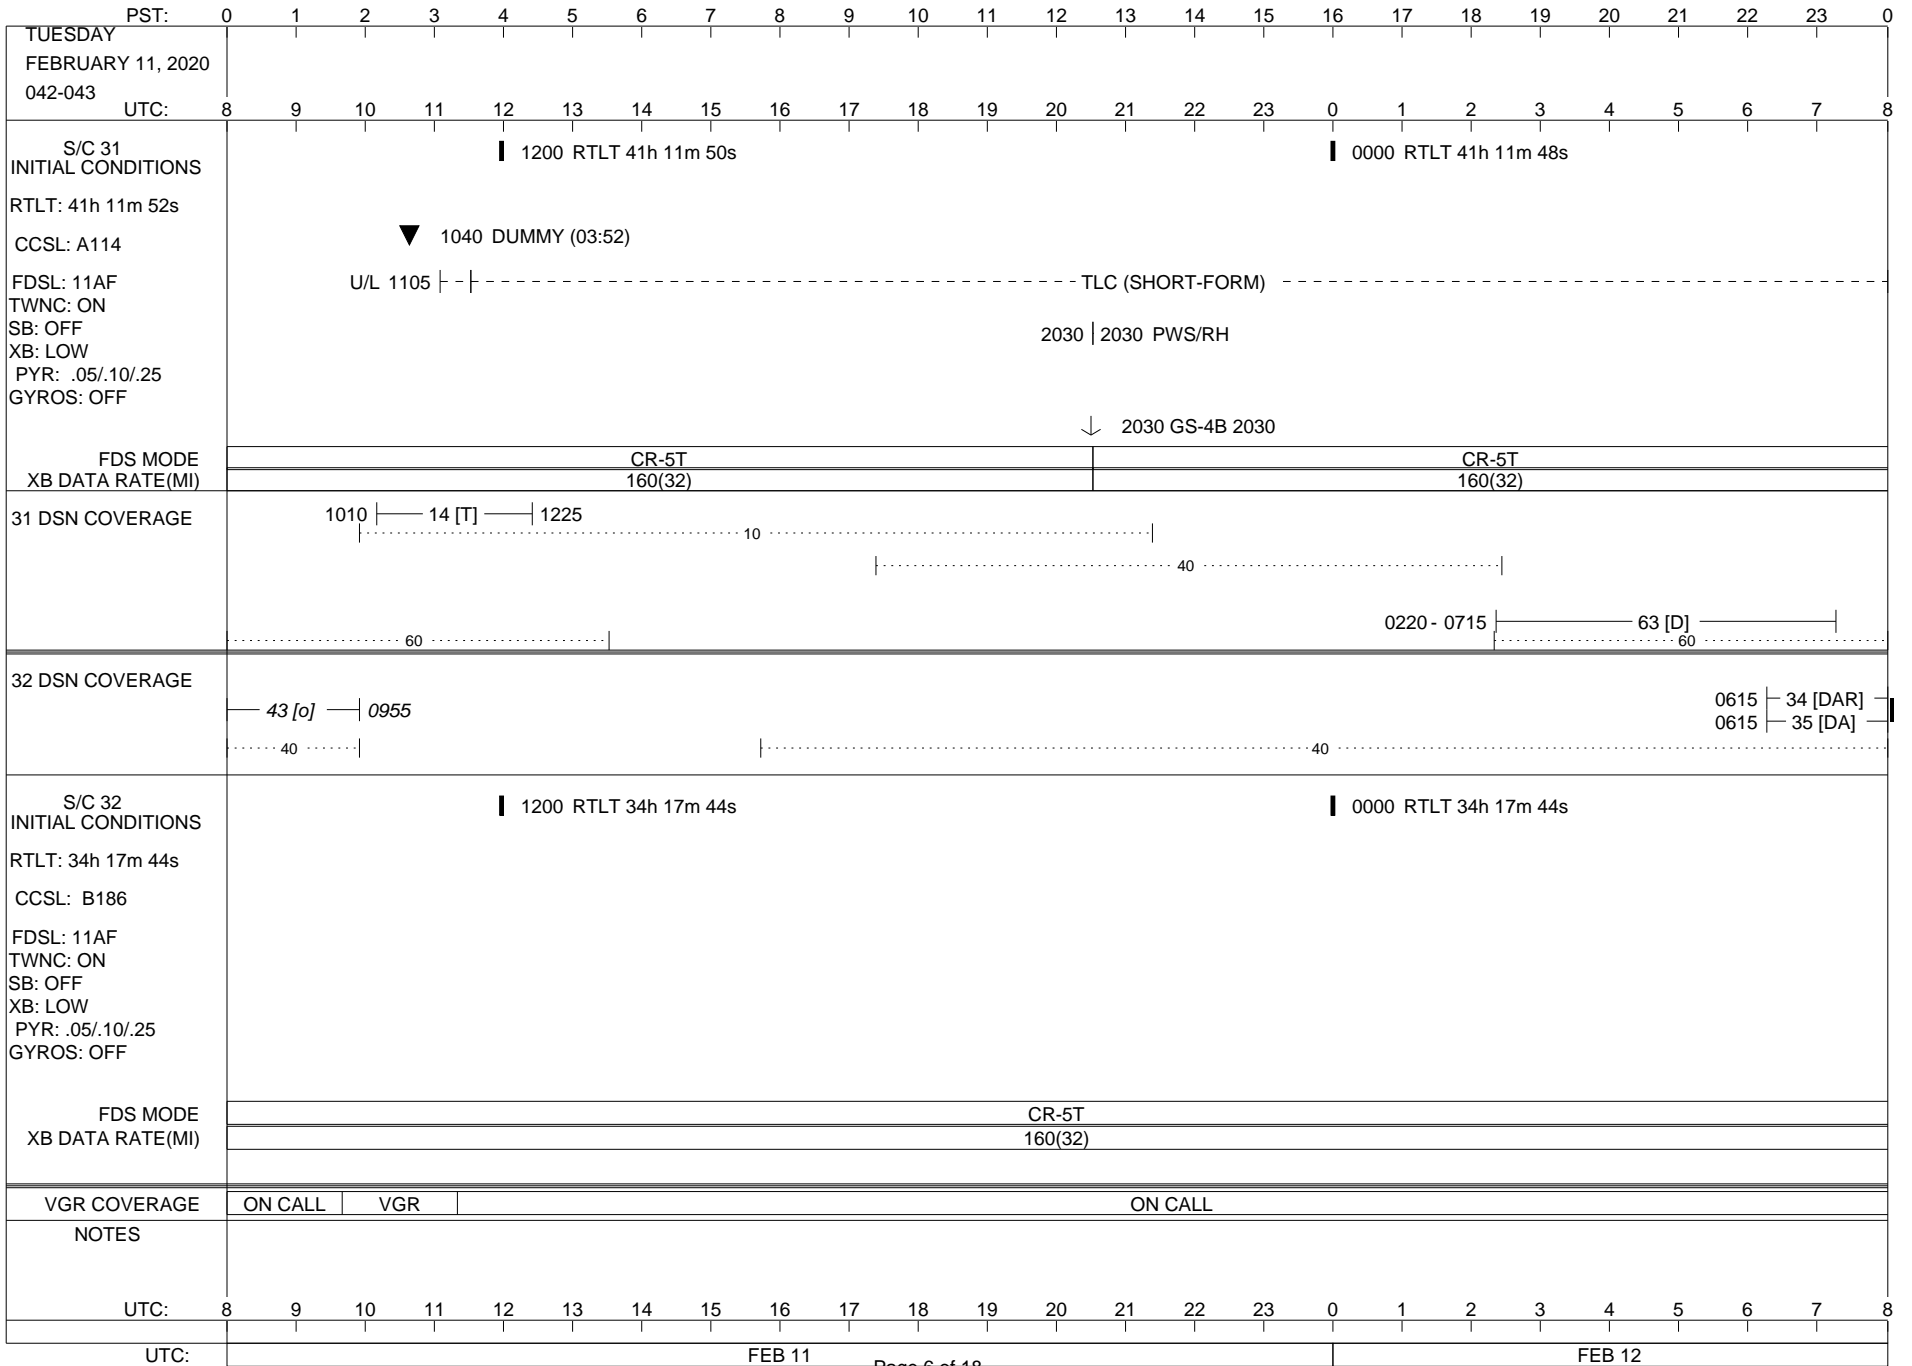 PST: 0 1 2 3 4 5 6 7 8 9 10 11 12 13 14 15 16 17 18 19 20 21 22 23 0
TUESDAY
FEBRUARY 11, 2020
042-043
UTC: 8 9 10 11 12 13 14 15 16 17 18 19 20 21 22 23 0 1 2 3 4 5 6 7 8
S/C 31
INITIAL CONDITIONS
1200 RTLT 41h 11m 50s
0000 RTLT 41h 11m 48s
RTLT: 41h 11m 52s
1040 DUMMY (03:52)
CCSL: A114
FDSL: 11AF
U/L 1105
TLC (SHORT-FORM)
TWNC: ON
SB: OFF
2030 2030 PWS/RH
XB: LOW
PYR: .05/.10/.25
GYROS: OFF
2030 GS-4B 2030
FDS MODE CR-5T CR-5T
XB DATA RATE(MI) 160(32) 160(32)
31 DSN COVERAGE
1010 14 [T] 1225
10
40
0220 - 0715 63 [D]
60 60
32 DSN COVERAGE
0615 34 [DAR]
43 [o] 0955
0615 35 [DA]
40 40
S/C 32
INITIAL CONDITIONS
1200 RTLT 34h 17m 44s
0000 RTLT 34h 17m 44s
RTLT: 34h 17m 44s
CCSL: B186
FDSL: 11AF
TWNC: ON
SB: OFF
XB: LOW
PYR: .05/.10/.25
GYROS: OFF
FDS MODE CR-5T
XB DATA RATE(MI) 160(32)
VGR COVERAGE ON CALL VGR ON CALL
NOTES
UTC: 8 9 10 11 12 13 14 15 16 17 18 19 20 21 22 23 0 1 2 3 4 5 6 7 8
UTC: FEB 11 FEB 12
Page 6 of 18